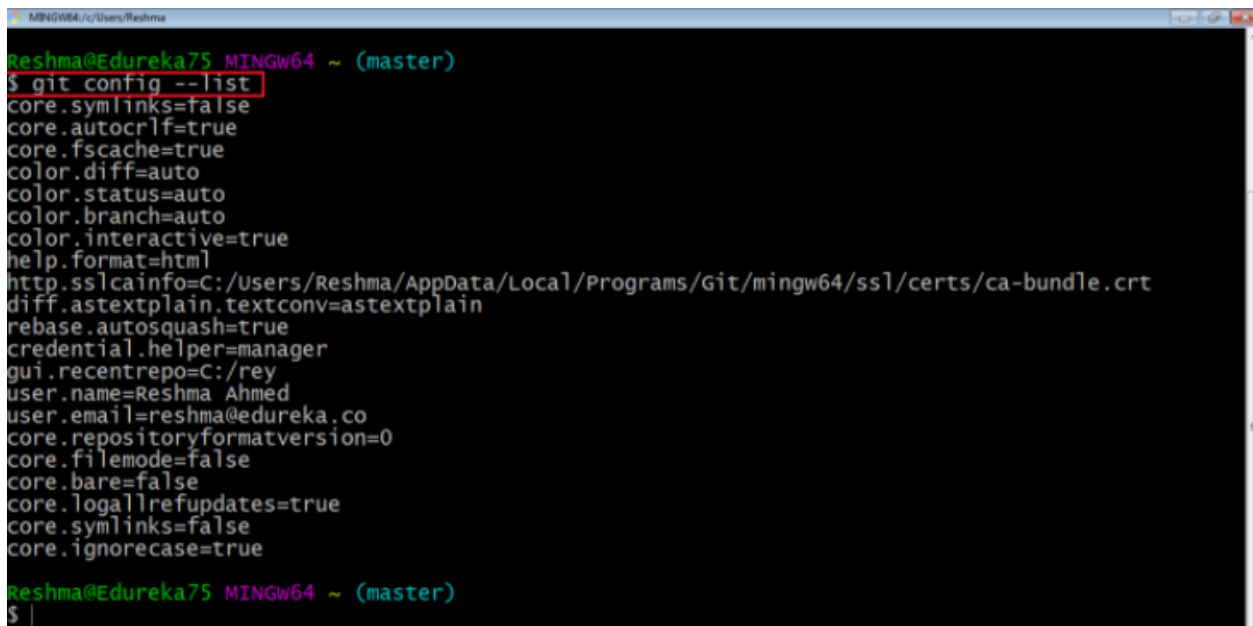 MINGW64:/c/Users/Reshma
Reshma@Edureka75 MINGW64 ~ (master)
$ git config --list
core.symlinks=false
core.autocrlf=true
core.fscache=true
color.diff=auto
color.status=auto
color.branch=auto
color.interactive=true
help.format=html
http.sslcainfo=C:/Users/Reshma/AppData/Local/Programs/Git/mingw64/ssl/certs/ca-bundle.crt
diff.astextplain.textconv=astextplain
rebase.autosquash=true
credential.helper=manager
gui.recentrepo=C:/rey
user.name=Reshma Ahmed
user.email=reshma@edureka.co
core.repositoryformatversion=0
core.filemode=false
core.bare=false
core.logallrefupdates=true
core.symlinks=false
core.ignorecase=true
Reshma@Edureka75 MINGW64 ~ (master)
$